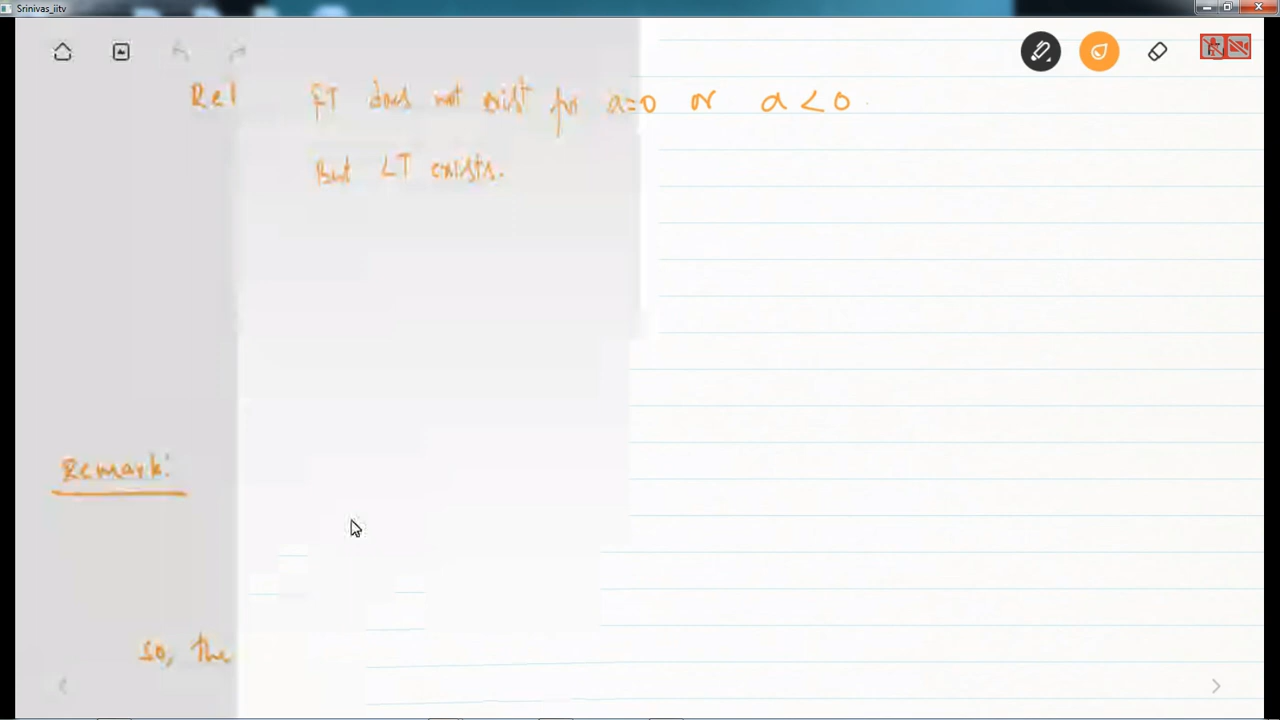 Srinivas_iitv
Rel FT does not exist for a=0 or a < 0.
But LT exists.
Remark:
so, the